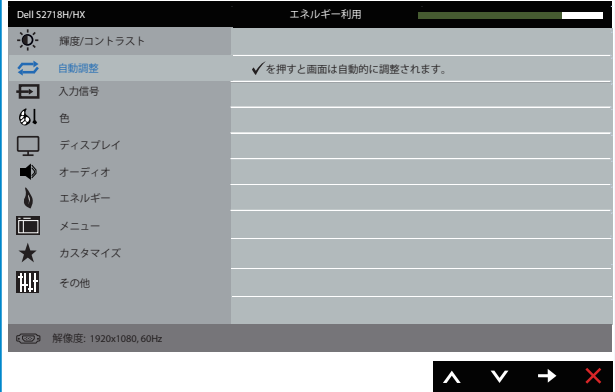 Dell S2718H/HX
エネルギー利用
輝度/コントラスト
自動調整
✓を押すと画面は自動的に調整されます。
入力信号
色
ディスプレイ
オーディオ
エネルギー
メニュー
カスタマイズ
その他
解像度: 1920x1080, 60Hz